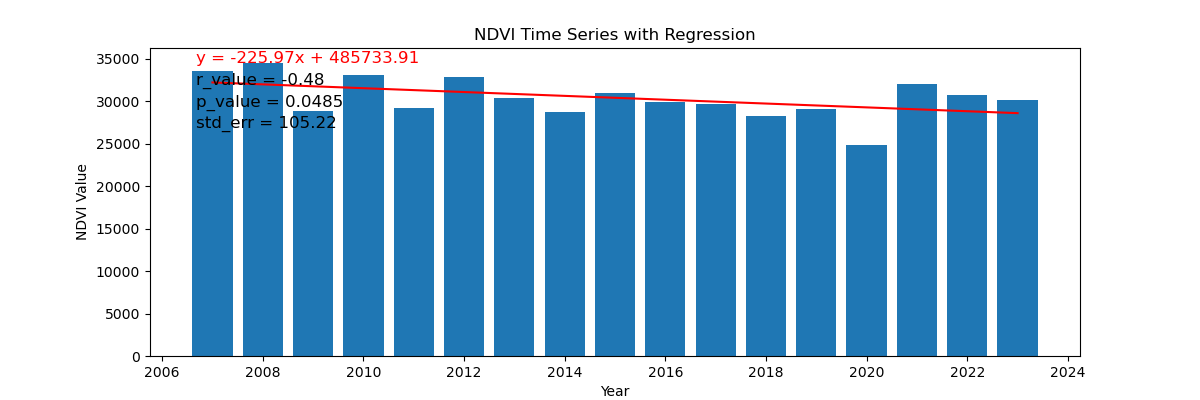 NDVI Time Series with Regression
y = -225.97x + 485733.91
r_value = -0.48
p_value = 0.0485
std_err = 105.22
35000
30000
25000
20000
15000
10000
5000
0
NDVI Value
2006 2008 2010 2012 2014 2016 2018 2020 2022 2024
Year